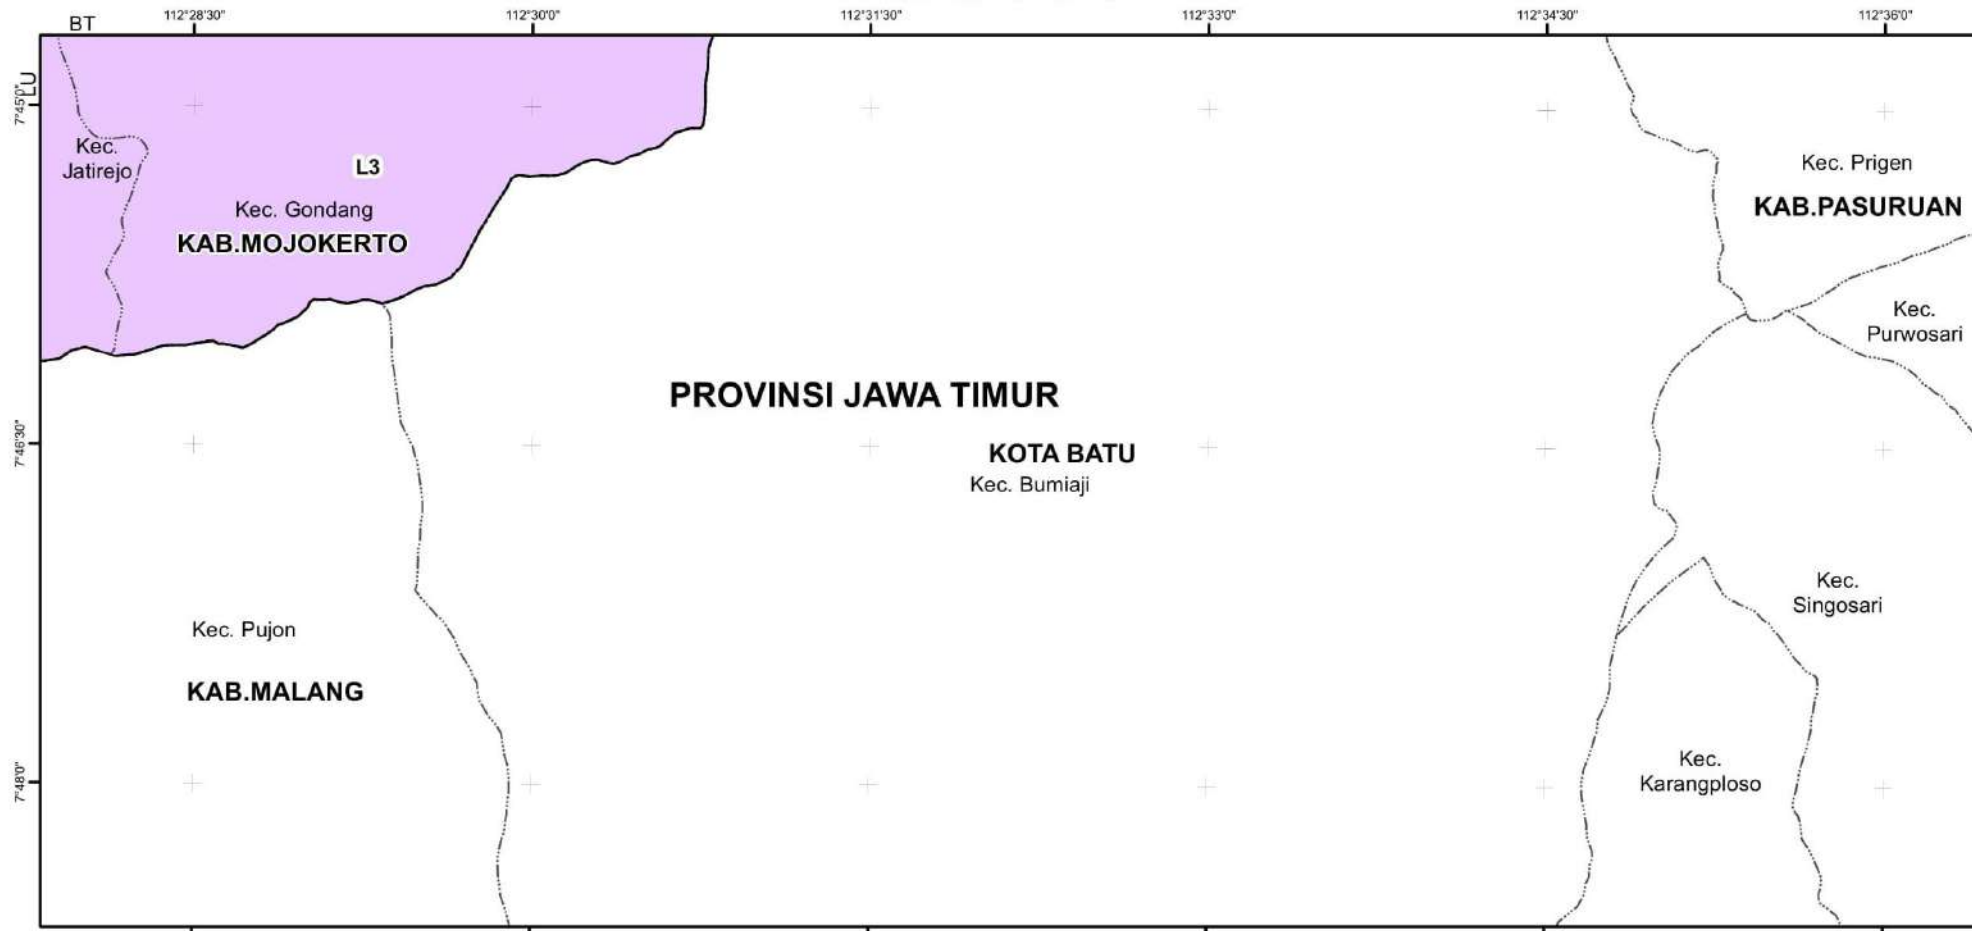 BT
112°28'30"
112°30'0"
112°31'30"
112°33'0"
112°34'30"
112°36'0"
LU
7°45'0"
Kec.
Jatirejo
L3
Kec. Gondang
KAB.MOJOKERTO
Kec. Prigen
KAB.PASURUAN
Kec.
Purwosari
PROVINSI JAWA TIMUR
7°46'30"
KOTA BATU
Kec. Bumiaji
Kec.
Singosari
Kec. Pujon
KAB.MALANG
Kec.
Karangploso
7°48'0"